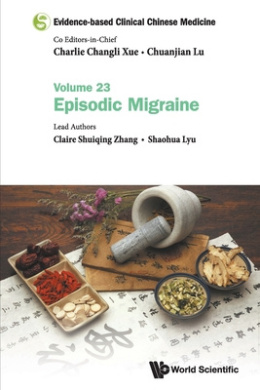 Evidence-based Clinical Chinese Medicine
Co Editors-in-Chief
Charlie Changli Xue • Chuanjian Lu
Volume 23
Episodic Migraine
Lead Authors
Claire Shuiqing Zhang • Shaohua Lyu
World Scientific